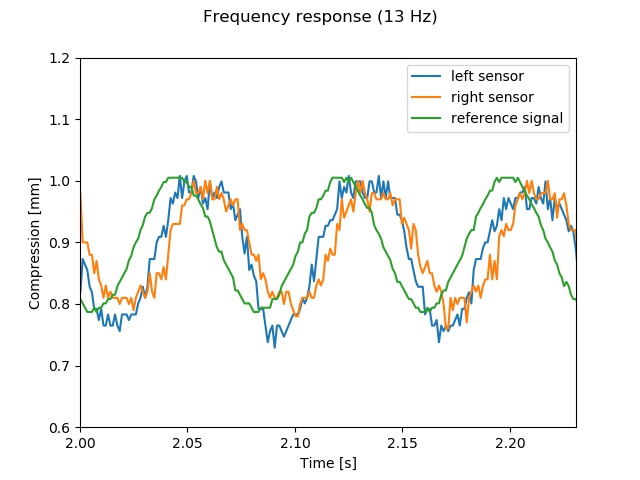 Frequency response (13 Hz)
1.2
1.1
1.0
0.9
0.8
0.7
0.6
Compression [mm]
left sensor
right sensor
reference signal
2.00
2.05
2.10
2.15
2.20
Time [s]